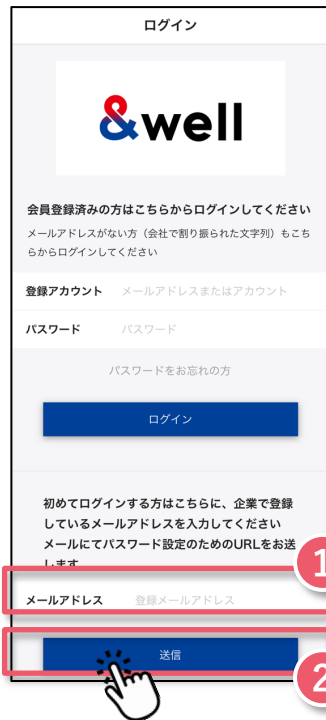 ログイン
&well
会員登録済みの方はこちらからログインしてください
メールアドレスがない方（会社で割り振られた文字列）もこち
らからログインしてください
登録アカウント メールアドレスまたはアカウント
パスワード パスワード
パスワードをお忘れの方
ログイン
初めてログインする方はこちらに、企業で登録
しているメールアドレスを入力してください
メールにてパスワード設定のためのURLをお送
します
1
メールアドレス 登録メールアドレス
送信
2